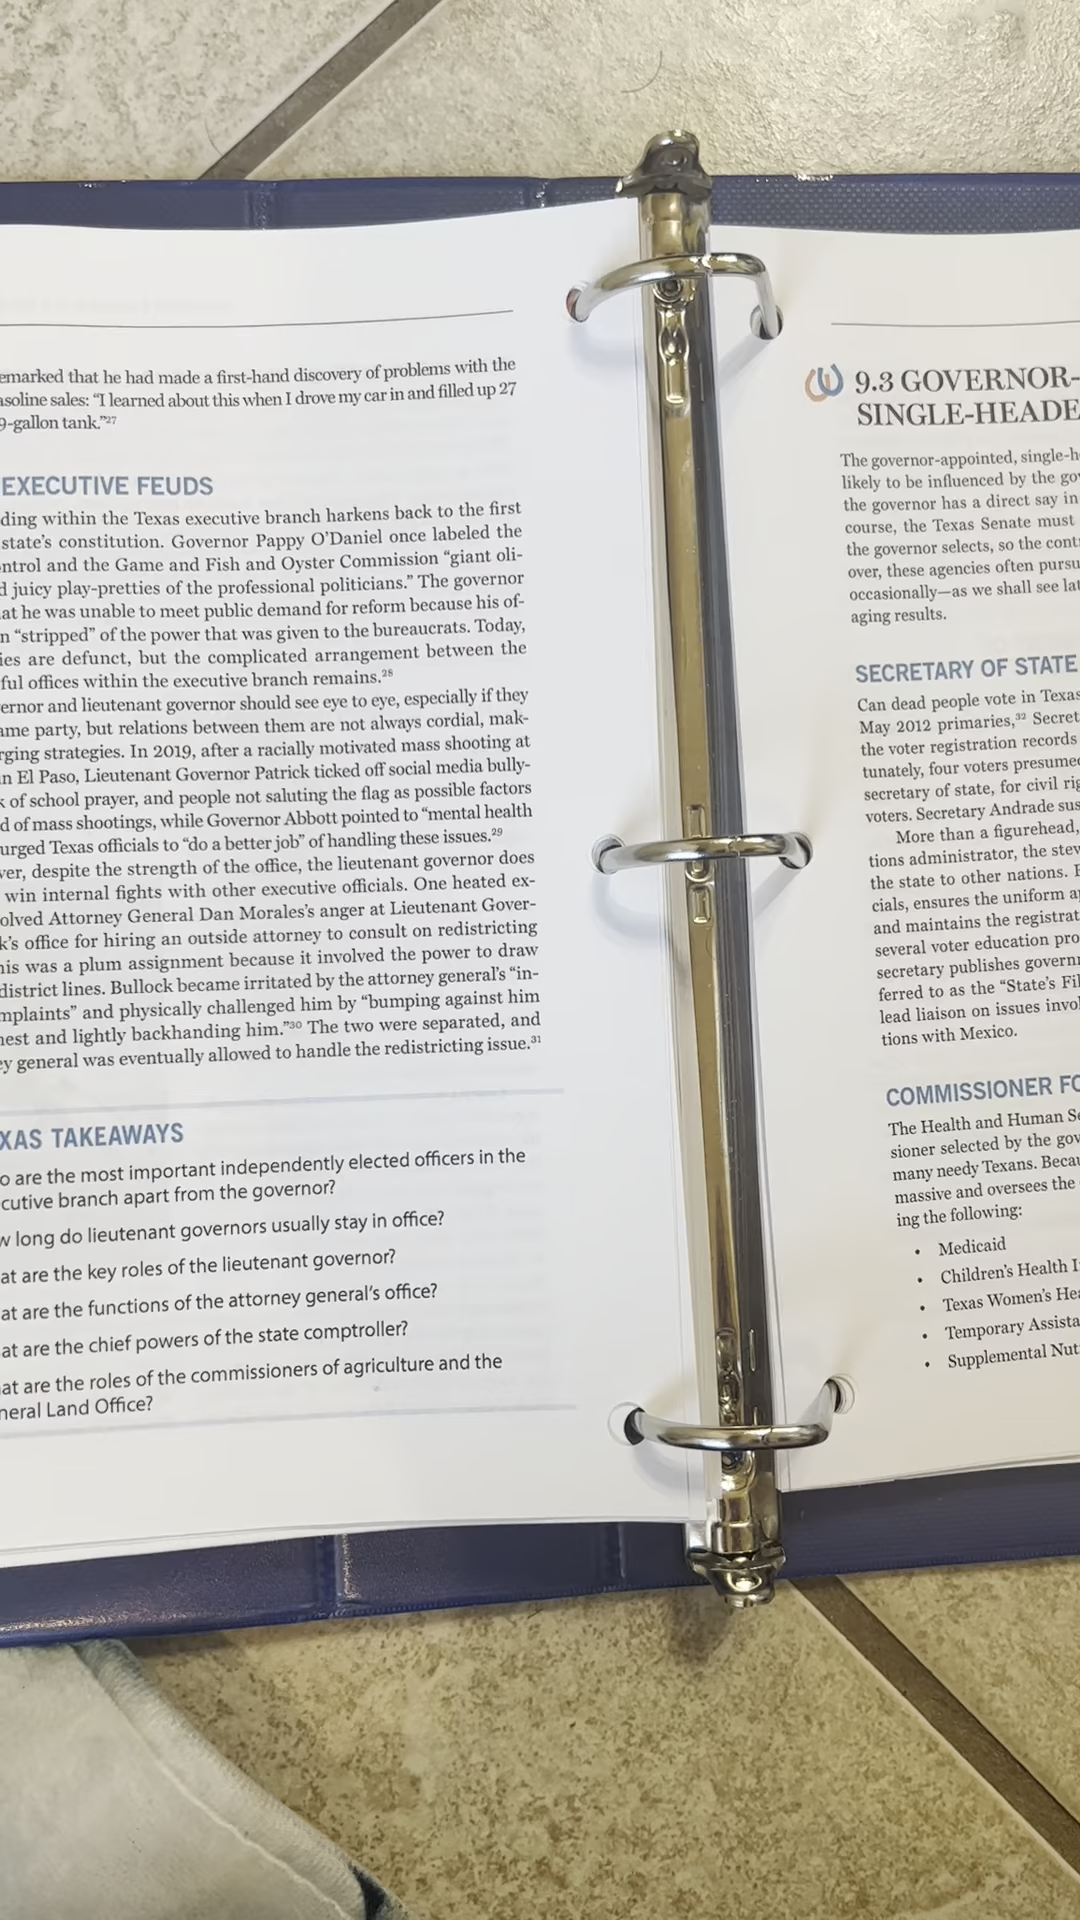 emarked that he had made a first-hand discovery of problems with the
asoline sales: “I learned about this when I drove my car in and filled up 27
9-gallon tank.”27
EXECUTIVE FEUDS
ding within the Texas executive branch harkens back to the first
state’s constitution. Governor Pappy O’Daniel once labeled the
ntrol and the Game and Fish and Oyster Commission “giant oli-
d juicy play-pretties of the professional politicians.” The governor
at he was unable to meet public demand for reform because his of-
n “stripped” of the power that was given to the bureaucrats. Today,
ies are defunct, but the complicated arrangement between the
ful offices within the executive branch remains.28
ernor and lieutenant governor should see eye to eye, especially if they
ame party, but relations between them are not always cordial, mak-
rging strategies. In 2019, after a racially motivated mass shooting at
n El Paso, Lieutenant Governor Patrick ticked off social media bully-
k of school prayer, and people not saluting the flag as possible factors
d of mass shootings, while Governor Abbott pointed to “mental health
urged Texas officials to “do a better job” of handling these issues.29
ver, despite the strength of the office, the lieutenant governor does
win internal fights with other executive officials. One heated ex-
olved Attorney General Dan Morales’s anger at Lieutenant Gover-
k’s office for hiring an outside attorney to consult on redistricting
his was a plum assignment because it involved the power to draw
district lines. Bullock became irritated by the attorney general’s “in-
mplaints” and physically challenged him by “bumping against him
hest and lightly backhanding him.”30 The two were separated, and
ey general was eventually allowed to handle the redistricting issue.31
XAS TAKEAWAYS
o are the most important independently elected officers in the
cutive branch apart from the governor?
w long do lieutenant governors usually stay in office?
at are the key roles of the lieutenant governor?
at are the functions of the attorney general’s office?
at are the chief powers of the state comptroller?
at are the roles of the commissioners of agriculture and the
neral Land Office?
9.3 GOVERNOR-
SINGLE-HEADE
The governor-appointed, single-h
likely to be influenced by the gov
the governor has a direct say in
course, the Texas Senate must
the governor selects, so the cont
over, these agencies often pursu
occasionally—as we shall see lat
aging results.
SECRETARY OF STATE
Can dead people vote in Texas
May 2012 primaries,32 Secret
the voter registration records
tunately, four voters presumed
secretary of state, for civil rig
voters. Secretary Andrade sus
More than a figurehead,
tions administrator, the stew
the state to other nations. E
cials, ensures the uniform ap
and maintains the registrat
several voter education pro
secretary publishes governm
ferred to as the “State’s Fil
lead liaison on issues invol
tions with Mexico.
COMMISSIONER FO
The Health and Human Se
sioner selected by the gov
many needy Texans. Becau
massive and oversees the
ing the following:
• Medicaid
• Children’s Health I
• Texas Women’s Hea
• Temporary Assista
• Supplemental Nut